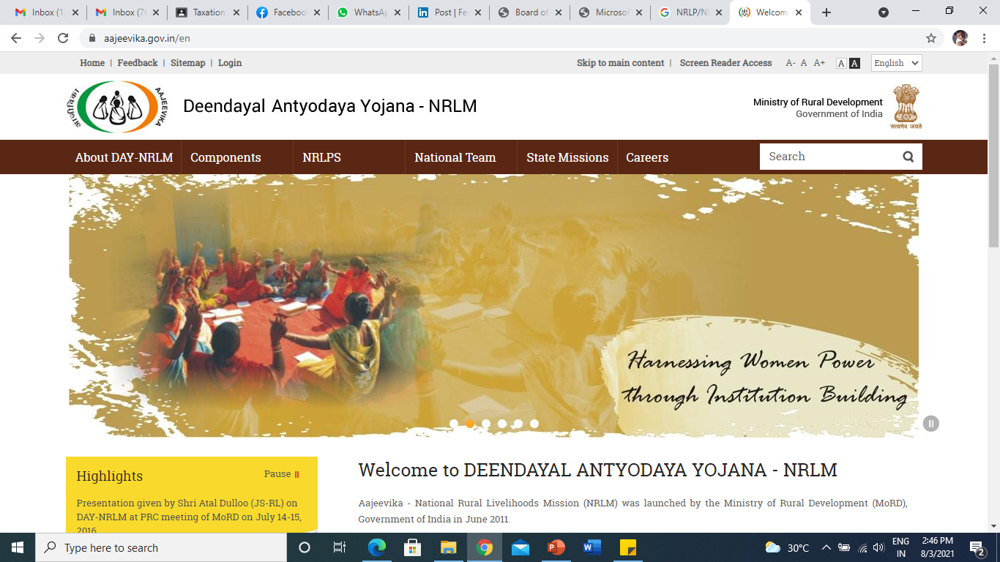 Inbox (1
Inbox (7
Taxation
Faceboo
WhatsAp
Post | Fe
Board of
Microsof
NRLP/N
Welcom
aajeevika.gov.in/en
Home | Feedback | Sitemap | Login
Skip to main content | Screen Reader Access A- A A+ A A English
आजीविका AAJEEVIKA
Deendayal Antyodaya Yojana - NRLM
Ministry of Rural Development
Government of India
सत्यमेव जयते
About DAY-NRLM Components NRLPS National Team State Missions Careers Search
Harnessing Women Power
through Institution Building
Highlights Pause
Presentation given by Shri Atal Dulloo (JS-RL) on
DAY-NRLM at PRC meeting of MoRD on July 14-15,
2016
Welcome to DEENDAYAL ANTYODAYA YOJANA - NRLM
Aajeevika - National Rural Livelihoods Mission (NRLM) was launched by the Ministry of Rural Development (MoRD),
Government of India in June 2011.
Type here to search
30°C
ENG
IN
2:46 PM
8/3/2021
2